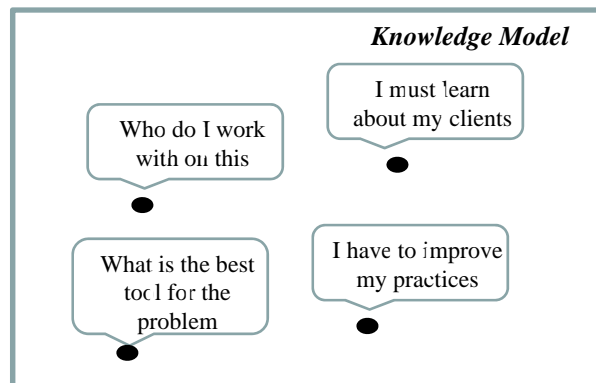 Knowledge Model
I must learn
about my clients
Who do I work
with on this
What is the best
tool for the
problem
I have to improve
my practices